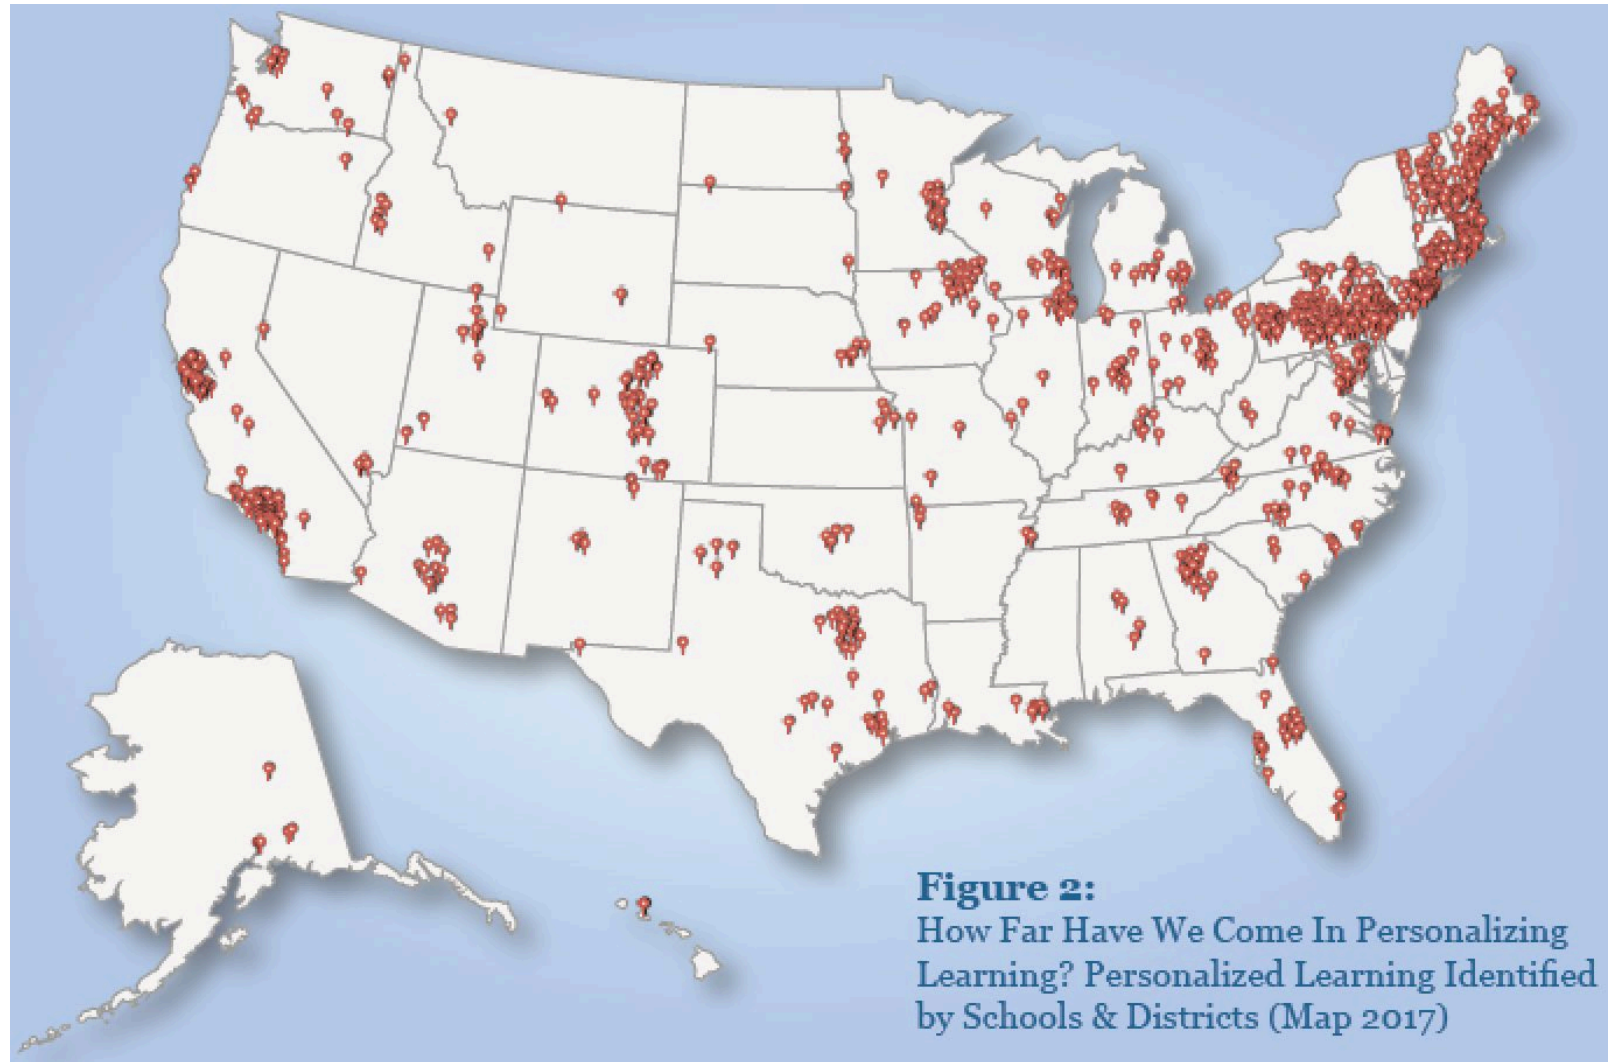 Figure 2:
How Far Have We Come In Personalizing
Learning? Personalized Learning Identified
by Schools & Districts (Map 2017)